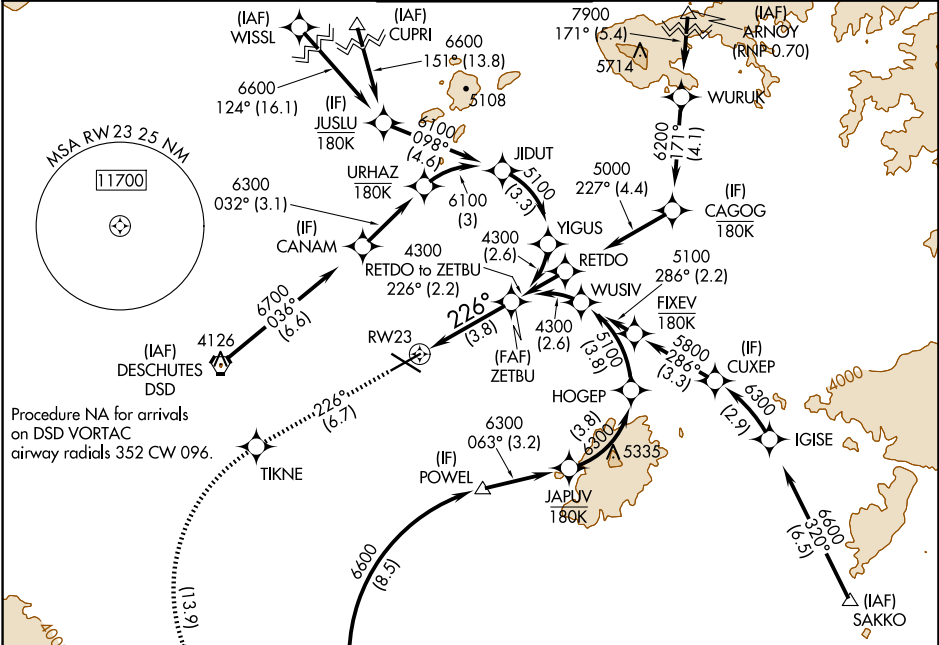 (IAF)
WISSL
(IAF)
CUPRI
6600
151° (13.8)
6600
124° (16.1)
(IF)
JUSLU
180K
5108
7900
171° (5.4)
(IAF)
ARNOY
(RNP 0.70)
5714
WURUK
6200
171°
(4.1)
MSA RW23 25 NM
11700
6100
098°
(4.6)
JIDUT
URHAZ
180K
6300
032° (3.1)
6100
(3)
5100
(3.3)
5000
227° (4.4)
(IF)
CAGOG
180K
(IF)
CANAM
YIGUS
4300
(2.6)
4300
RETDO to ZETBU
226° (2.2)
RETDO
5100
286° (2.2)
WUSIV
FIXEV
180K
6700
036°
(6.6)
226°
(3.8)
4300
(2.6)
(FAF)
ZETBU
5100
(3.8)
5800
286°
(3.3)
(IF)
CUXEP
RW23
4126
(IAF)
DESCHUTES
DSD
4000
HOGEP
6300
(2.9)
IGISE
Procedure NA for arrivals
on DSD VORTAC
airway radials 352 CW 096.
226°
(6.7)
TIKNE
6300
063° (3.2)
(3.8)
6300
5335
(IF)
POWEL
JAPUV
180K
6600
320°
(6.5)
6600
(8.5)
(IAF)
SAKKO
(13.9)